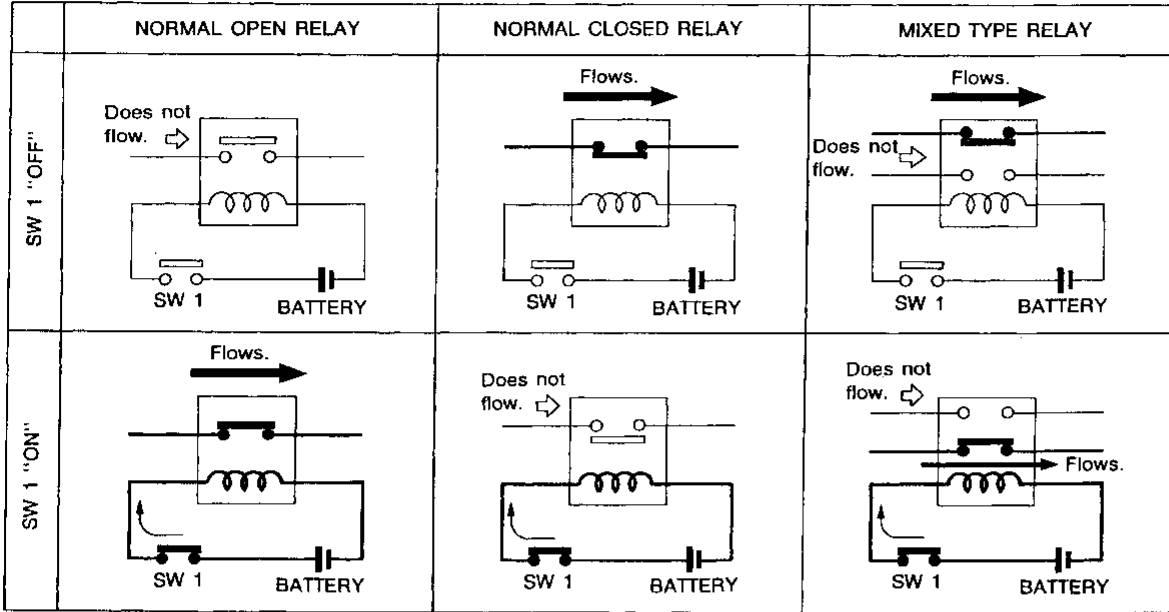 NORMAL OPEN RELAY
NORMAL CLOSED RELAY
MIXED TYPE RELAY
SW 1 "OFF"
Does not
flow.
SW 1
BATTERY
Flows.
SW 1
BATTERY
Flows.
Does not
flow.
SW 1
BATTERY
SW 1 "ON"
Flows.
SW 1
BATTERY
Does not
flow.
SW 1
BATTERY
Does not
flow.
Flows.
SW 1
BATTERY